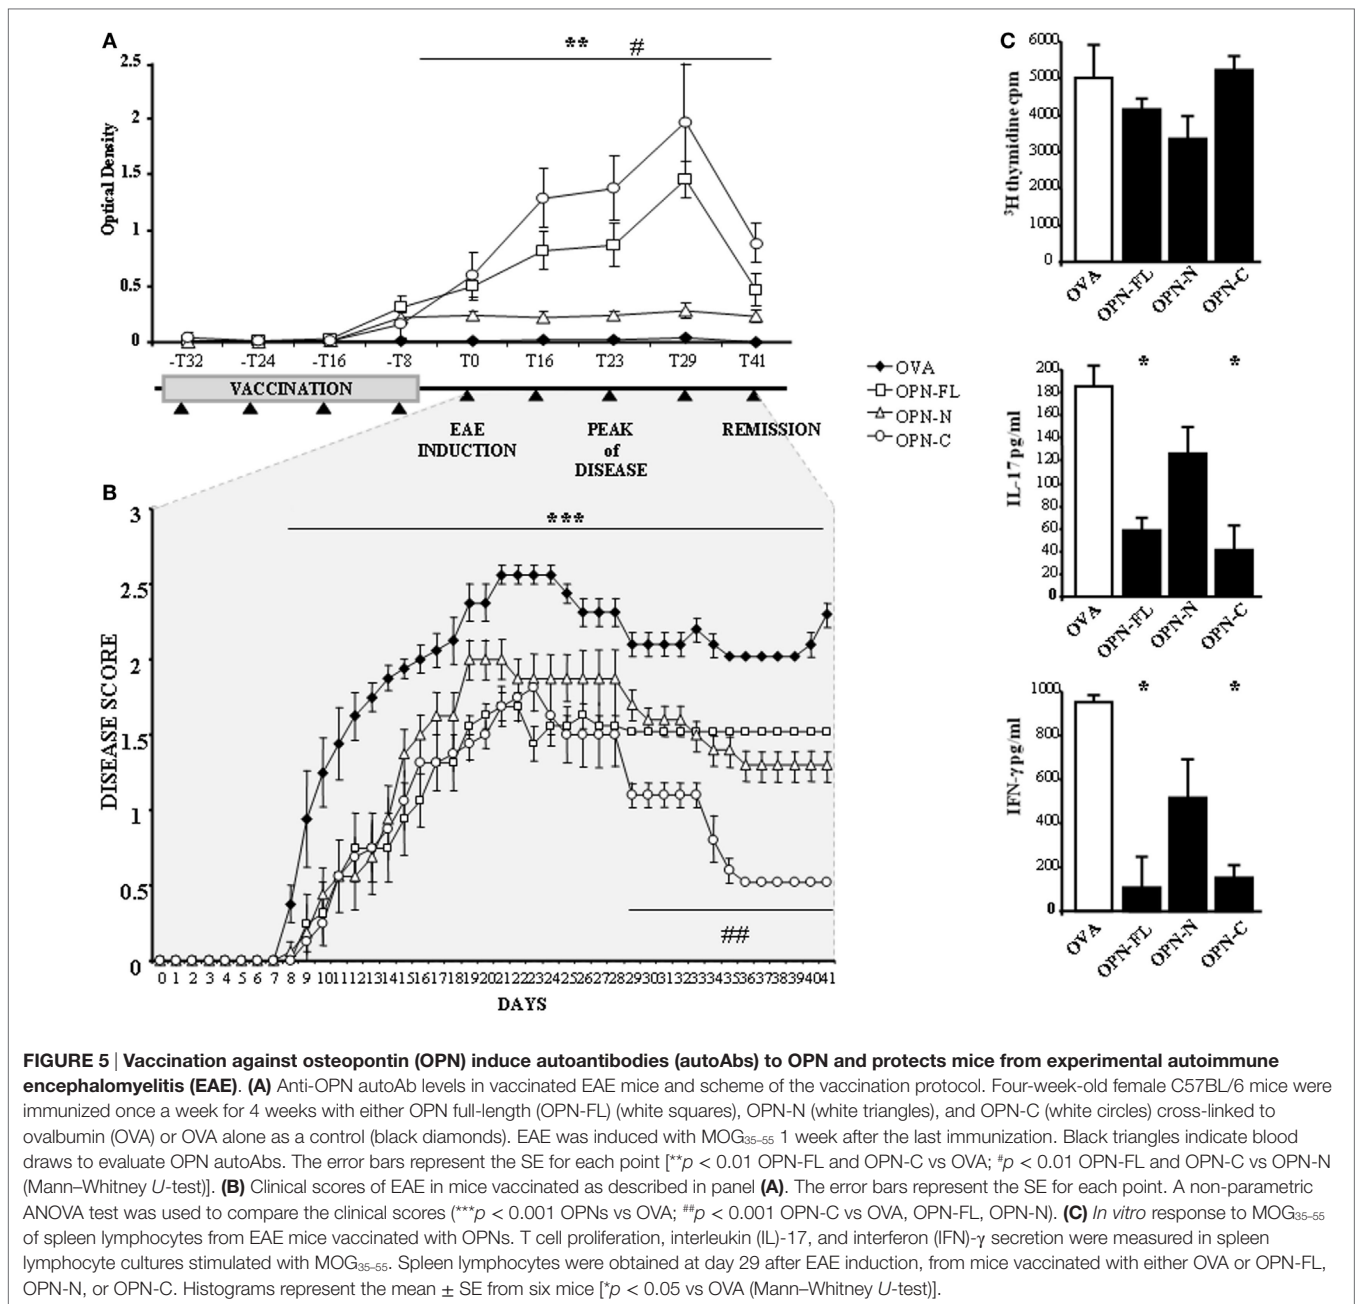 A
** #
2.5
2
1.5
1
0.5
0
Optical Density
-T32 -T24 -T16 -T8 T0 T16 T23 T29 T41
VACCINATION
EAE
INDUCTION
PEAK
of
DISEASE
REMISSION
OVA
OPN-FL
OPN-N
OPN-C
B
***
3
2.5
2
1.5
1
0.5
0
DISEASE SCORE
##
0 1 2 3 4 5 6 7 8 9 10 11 12 13 14 15 16 17 18 19 20 21 22 23 24 25 26 27 28 29 30 31 32 33 34 35 36 37 38 39 40 41
DAYS
C
6000
5000
4000
3000
2000
1000
0
³H thymidine cpm
OVA OPN-FL OPN-N OPN-C
* *
200
180
160
140
120
100
80
60
40
20
0
IL-17 pg/ml
OVA OPN-FL OPN-N OPN-C
* *
1000
800
600
400
200
0
IFN-γ pg/ml
OVA OPN-FL OPN-N OPN-C
FIGURE 5 | Vaccination against osteopontin (OPN) induce autoantibodies (autoAbs) to OPN and protects mice from experimental autoimmune
encephalomyelitis (EAE). (A) Anti-OPN autoAb levels in vaccinated EAE mice and scheme of the vaccination protocol. Four-week-old female C57BL/6 mice were
immunized once a week for 4 weeks with either OPN full-length (OPN-FL) (white squares), OPN-N (white triangles), and OPN-C (white circles) cross-linked to
ovalbumin (OVA) or OVA alone as a control (black diamonds). EAE was induced with MOG₃₅₋₅₅ 1 week after the last immunization. Black triangles indicate blood
draws to evaluate OPN autoAbs. The error bars represent the SE for each point [**p < 0.01 OPN-FL and OPN-C vs OVA; #p < 0.01 OPN-FL and OPN-C vs OPN-N
(Mann–Whitney U-test)]. (B) Clinical scores of EAE in mice vaccinated as described in panel (A). The error bars represent the SE for each point. A non-parametric
ANOVA test was used to compare the clinical scores (***p < 0.001 OPNs vs OVA; ##p < 0.001 OPN-C vs OVA, OPN-FL, OPN-N). (C) In vitro response to MOG₃₅₋₅₅
of spleen lymphocytes from EAE mice vaccinated with OPNs. T cell proliferation, interleukin (IL)-17, and interferon (IFN)-γ secretion were measured in spleen
lymphocyte cultures stimulated with MOG₃₅₋₅₅. Spleen lymphocytes were obtained at day 29 after EAE induction, from mice vaccinated with either OVA or OPN-FL,
OPN-N, or OPN-C. Histograms represent the mean ± SE from six mice [*p < 0.05 vs OVA (Mann–Whitney U-test)].